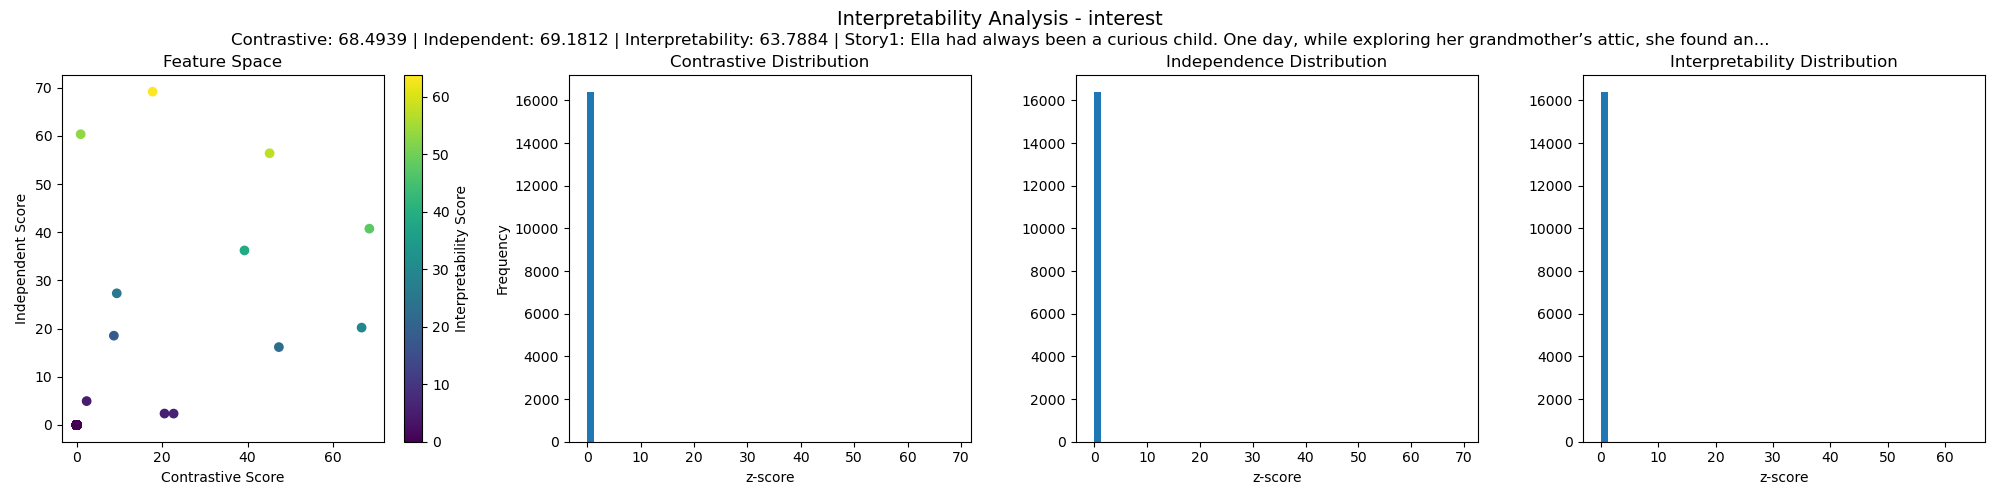 Interpretability Analysis - interest
Contrastive: 68.4939 | Independent: 69.1812 | Interpretability: 63.7884 | Story1: Ella had always been a curious child. One day, while exploring her grandmother’s attic, she found an...
Feature Space
70
60
50
40
30
20
10
0
Independent Score
0 20 40 60
Contrastive Score
60
50
40
30
20
10
0
Interpretability Score
Contrastive Distribution
16000
14000
12000
10000
8000
6000
4000
2000
0
Frequency
0 10 20 30 40 50 60 70
z-score
Independence Distribution
16000
14000
12000
10000
8000
6000
4000
2000
0
0 10 20 30 40 50 60 70
z-score
Interpretability Distribution
16000
14000
12000
10000
8000
6000
4000
2000
0
0 10 20 30 40 50 60
z-score